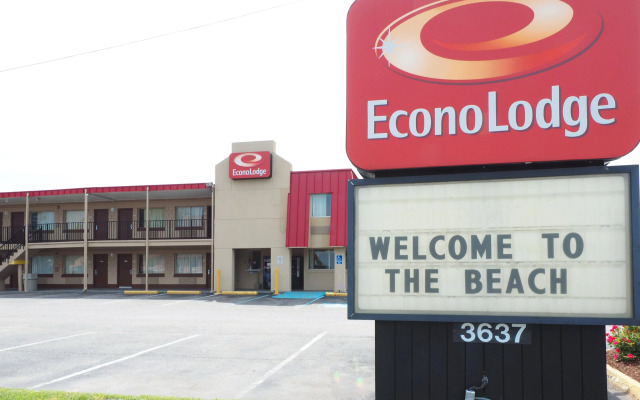 EconoLodge
EconoLodge
WELCOME TO
THE BEACH
3637